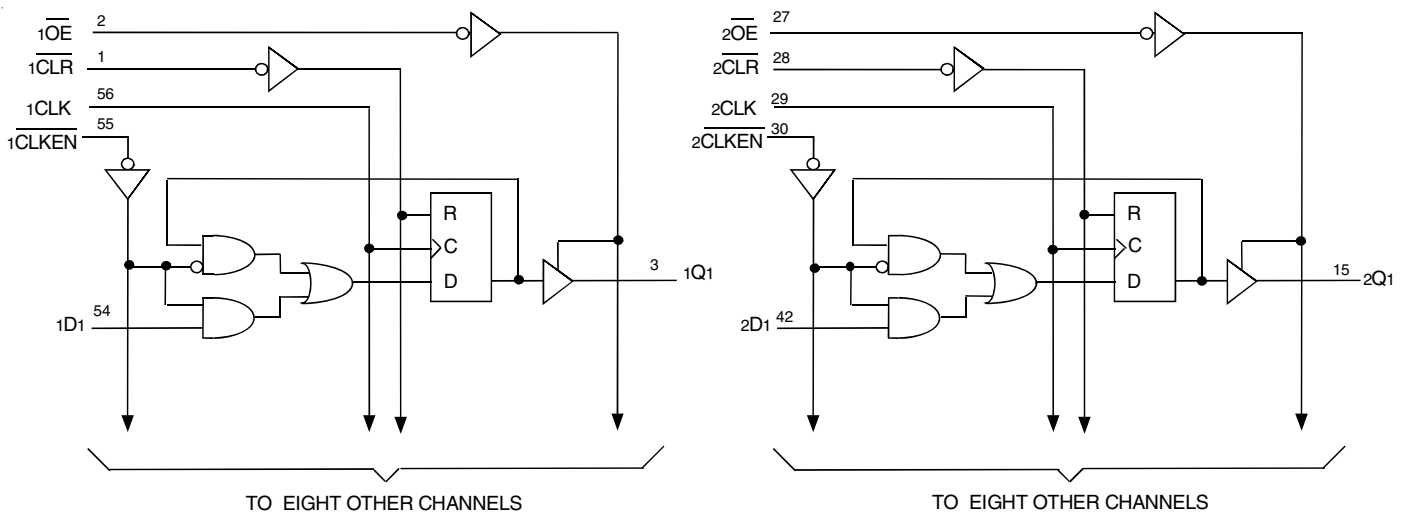 1OE 2
1CLR 1
1CLK 56
1CLKEN 55
R
C
D
3 1Q1
1D1 54
TO EIGHT OTHER CHANNELS
2OE 27
2CLR 28
2CLK 29
2CLKEN 30
R
C
D
15 2Q1
2D1 42
TO EIGHT OTHER CHANNELS